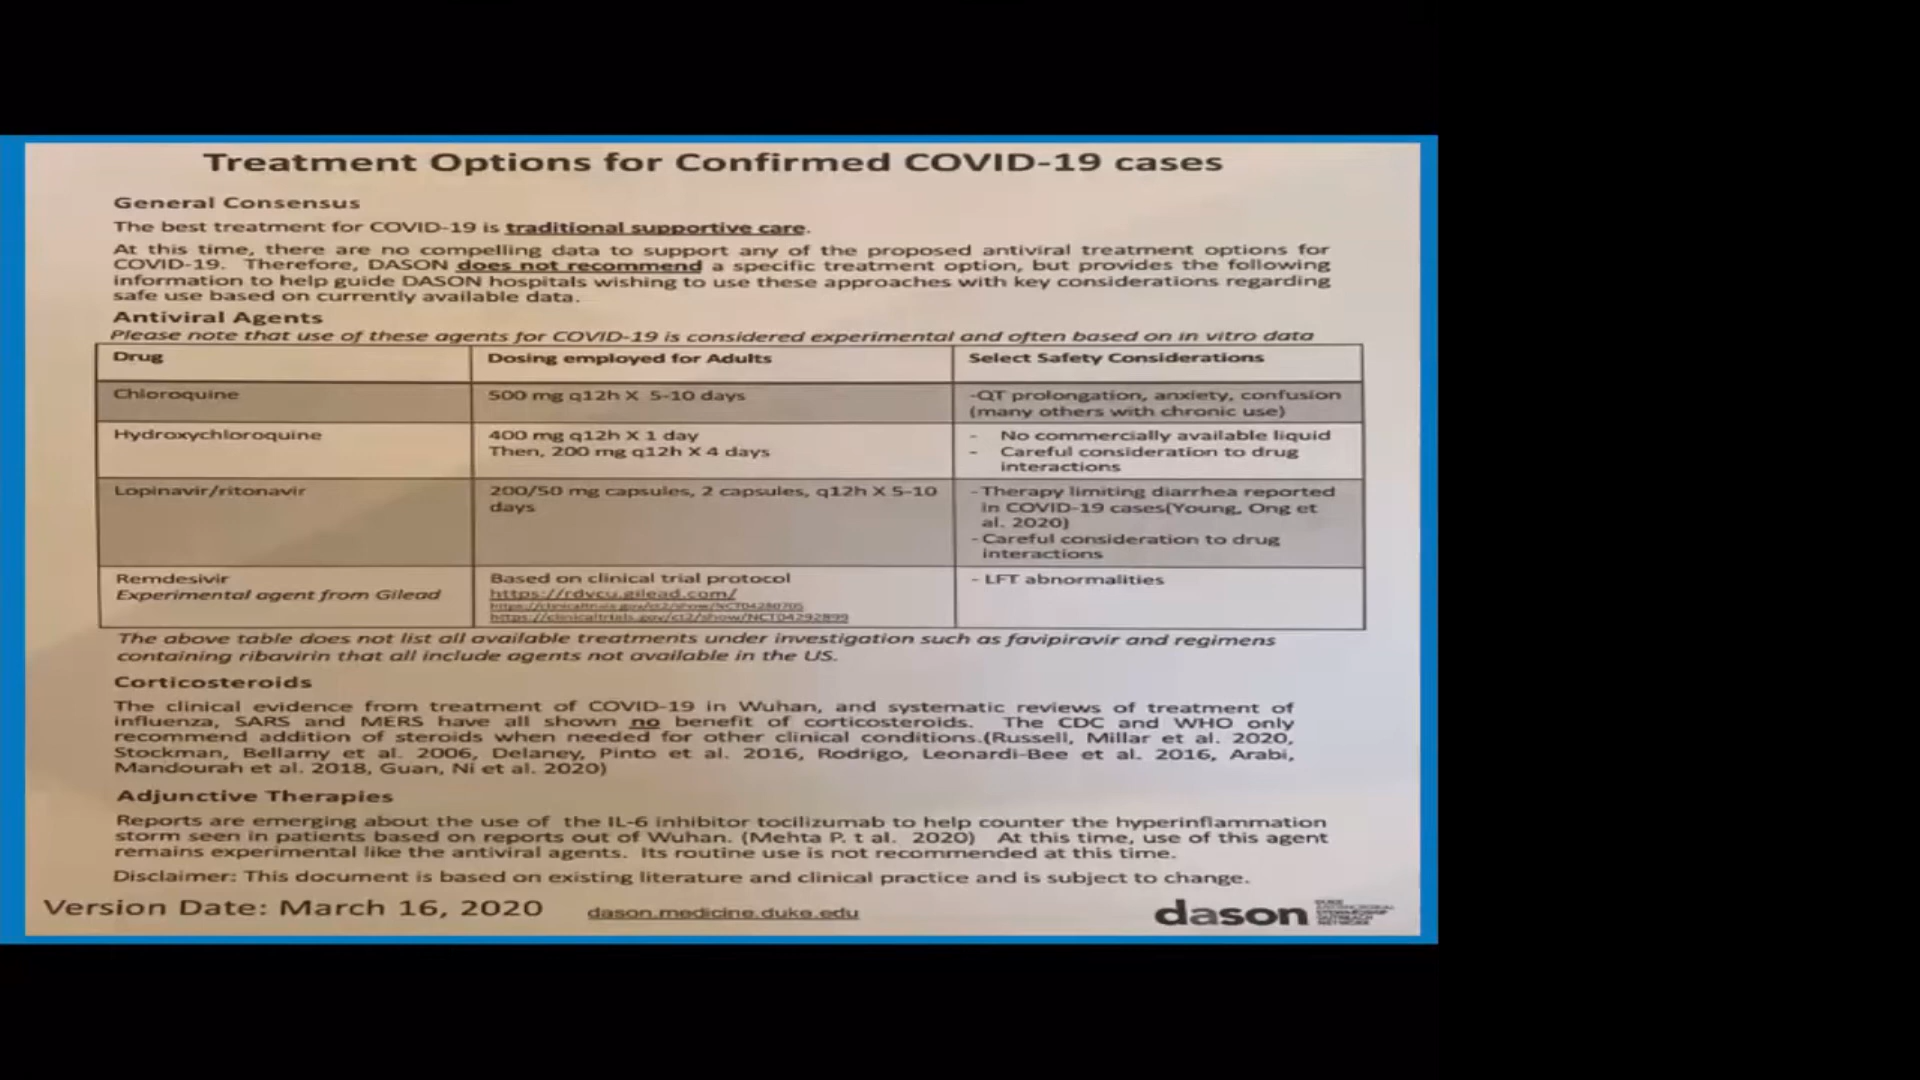 Treatment Options for Confirmed COVID-19 cases
General Consensus
The best treatment for COVID-19 is traditional supportive care.
At this time, there are no compelling data to support any of the proposed antiviral treatment options for
COVID-19. Therefore, DASON does not recommend a specific treatment option, but provides the following
information to help guide DASON hospitals wishing to use these approaches with key considerations regarding
safe use based on currently available data.
Antiviral Agents
Please note that use of these agents for COVID-19 is considered experimental and often based on in vitro data
Drug Dosing employed for Adults Select Safety Considerations
Chloroquine 500 mg q12h X 5-10 days -QT prolongation, anxiety, confusion
(many others with chronic use)
Hydroxychloroquine 400 mg q12h X 1 day - No commercially available liquid
Then, 200 mg q12h X 4 days - Careful consideration to drug
interactions
Lopinavir/ritonavir 200/50 mg capsules, 2 capsules, q12h X 5-10 - Therapy limiting diarrhea reported
days in COVID-19 cases(Young, Ong et
al. 2020)
- Careful consideration to drug
interactions
Remdesivir Based on clinical trial protocol - LFT abnormalities
Experimental agent from Gilead https://rdvcu.gilead.com/
https://clinicaltrials.gov/ct2/show/NCT04280705
https://clinicaltrials.gov/ct2/show/NCT04292899
The above table does not list all available treatments under investigation such as favipiravir and regimens
containing ribavirin that all include agents not available in the US.
Corticosteroids
The clinical evidence from treatment of COVID-19 in Wuhan, and systematic reviews of treatment of
influenza, SARS and MERS have all shown no benefit of corticosteroids. The CDC and WHO only
recommend addition of steroids when needed for other clinical conditions.(Russell, Millar et al. 2020,
Stockman, Bellamy et al. 2006, Delaney, Pinto et al. 2016, Rodrigo, Leonardi-Bee et al. 2016, Arabi,
Mandourah et al. 2018, Guan, Ni et al. 2020)
Adjunctive Therapies
Reports are emerging about the use of the IL-6 inhibitor tocilizumab to help counter the hyperinflammation
storm seen in patients based on reports out of Wuhan. (Mehta P. t al. 2020) At this time, use of this agent
remains experimental like the antiviral agents. Its routine use is not recommended at this time.
Disclaimer: This document is based on existing literature and clinical practice and is subject to change.
Version Date: March 16, 2020 dason.medicine.duke.edu dason